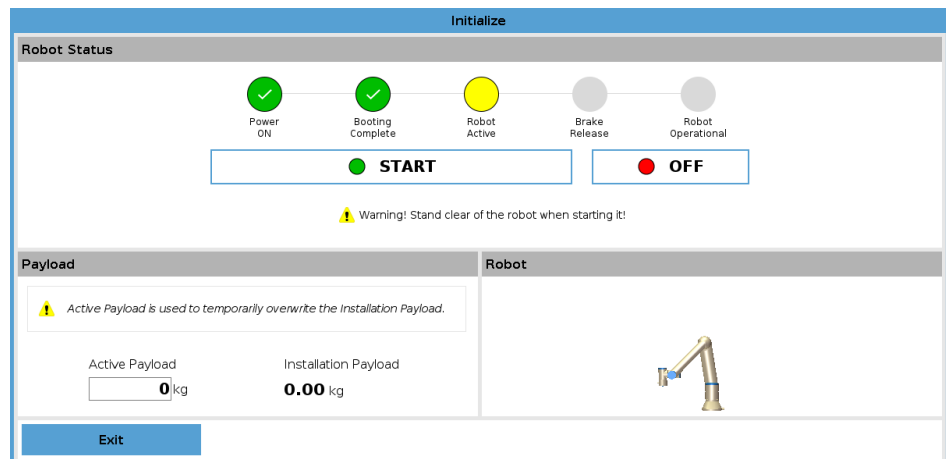 Initialize
Robot Status
Power ON
Booting Complete
Robot Active
Brake Release
Robot Operational
START
OFF
Warning! Stand clear of the robot when starting it!
Payload
Robot
Active Payload is used to temporarily overwrite the Installation Payload.
Active Payload
Installation Payload
0 kg
0.00 kg
Exit